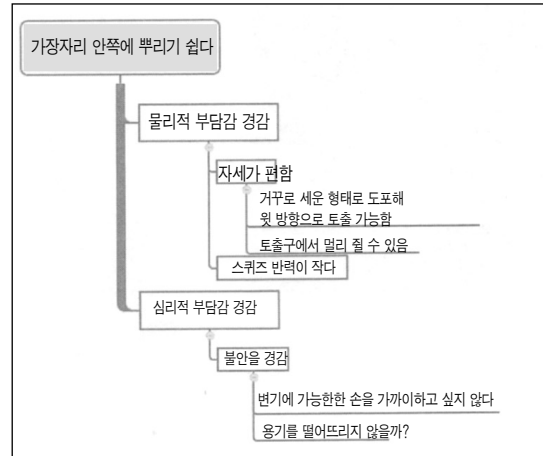 가장자리 안쪽에 뿌리기 쉽다
물리적 부담감 경감
자세가 편함
거꾸로 세운 형태로 도포해
윗 방향으로 토출 가능함
토출구에서 멀리 쥘 수 있음
스퀴즈 반력이 작다
심리적 부담감 경감
불안을 경감
변기에 가능한한 손을 가까이하고 싶지 않다
용기를 떨어뜨리지 않을까?